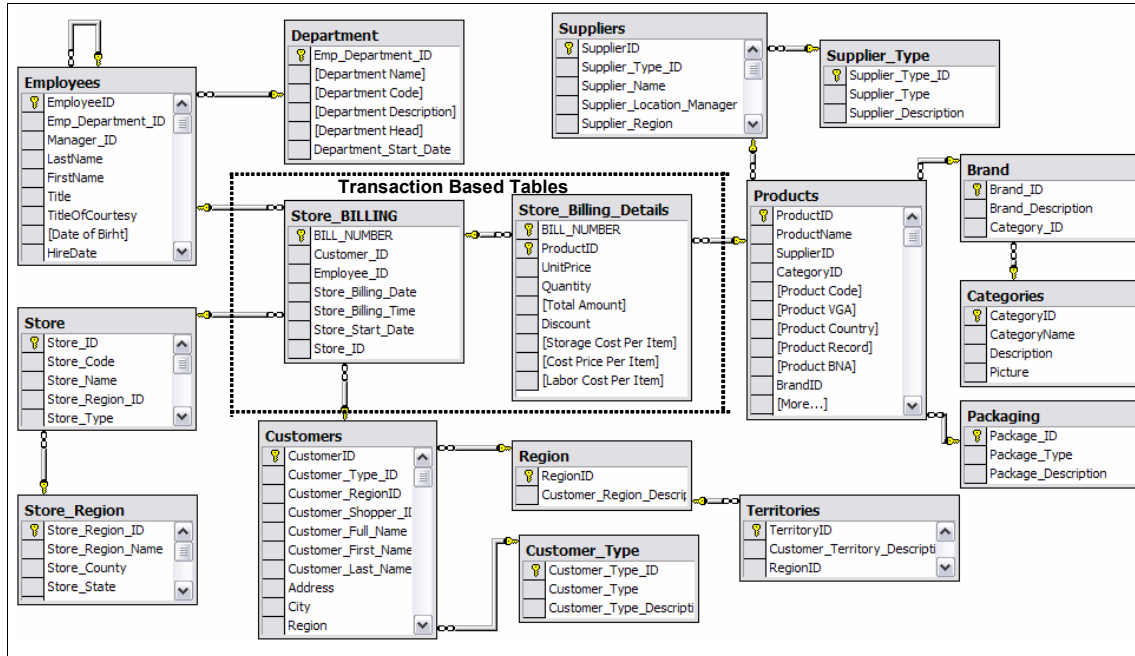 Employees
EmployeeID
Emp_Department_ID
Manager_ID
LastName
FirstName
Title
TitleOfCourtesy
[Date of Birht]
HireDate
Department
Emp_Department_ID
[Department Name]
[Department Code]
[Department Description]
[Department Head]
Department_Start_Date
Suppliers
SupplierID
Supplier_Type_ID
Supplier_Name
Supplier_Location_Manager
Supplier_Region
Supplier_Type
Supplier_Type_ID
Supplier_Type
Supplier_Description
Transaction Based Tables
Store_BILLING
BILL_NUMBER
Customer_ID
Employee_ID
Store_Billing_Date
Store_Billing_Time
Store_Start_Date
Store_ID
Store_Billing_Details
BILL_NUMBER
ProductID
UnitPrice
Quantity
[Total Amount]
Discount
[Storage Cost Per Item]
[Cost Price Per Item]
[Labor Cost Per Item]
Products
ProductID
ProductName
SupplierID
CategoryID
[Product Code]
[Product VGA]
[Product Country]
[Product Record]
[Product BNA]
BrandID
[More...]
Brand
Brand_ID
Brand_Description
Category_ID
Categories
CategoryID
CategoryName
Description
Picture
Packaging
Package_ID
Package_Type
Package_Description
Store
Store_ID
Store_Code
Store_Name
Store_Region_ID
Store_Type
Store_Region
Store_Region_ID
Store_Region_Name
Store_County
Store_State
Customers
CustomerID
Customer_Type_ID
Customer_RegionID
Customer_Shopper_ID
Customer_Full_Name
Customer_First_Name
Customer_Last_Name
Address
City
Region
Region
RegionID
Customer_Region_Descrip
Customer_Type
Customer_Type_ID
Customer_Type
Customer_Type_Descripti
Territories
TerritoryID
Customer_Territory_Descripti
RegionID